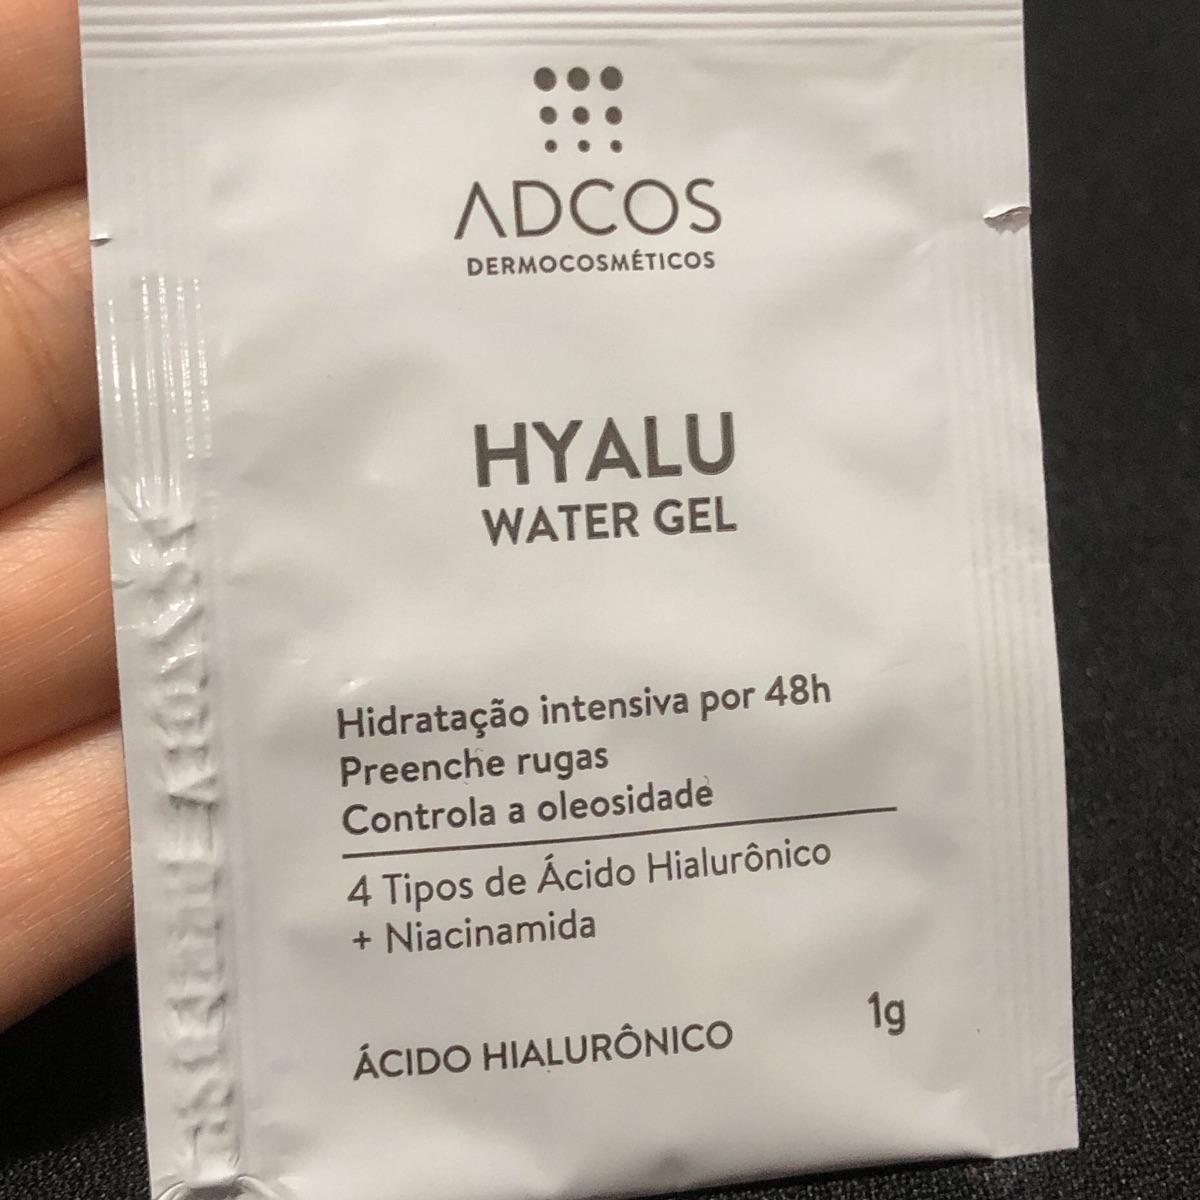 ADCOS
DERMOCOSMÉTICOS
HYALU
WATER GEL
Hidratação intensiva por 48h
Preenche rugas
Controla a oleosidade
4 Tipos de Ácido Hialurônico
+ Niacinamida
1g
ÁCIDO HIALURÔNICO